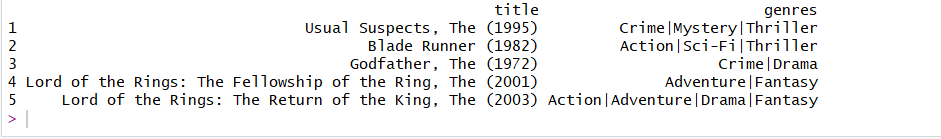 title genres
1 Usual Suspects, The (1995) Crime|Mystery|Thriller
2 Blade Runner (1982) Action|Sci-Fi|Thriller
3 Godfather, The (1972) Crime|Drama
4 Lord of the Rings: The Fellowship of the Ring, The (2001) Adventure|Fantasy
5 Lord of the Rings: The Return of the King, The (2003) Action|Adventure|Drama|Fantasy
>